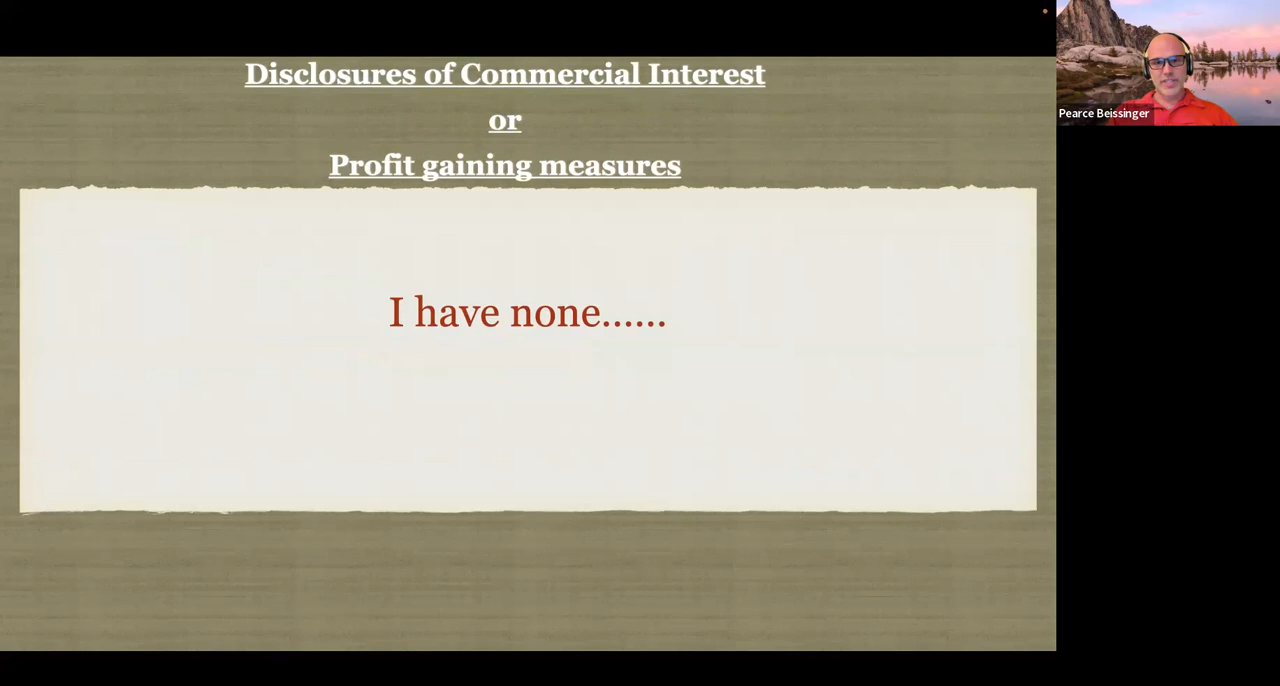 Disclosures of Commercial Interest
or
Profit gaining measures
I have none......
Pearce Beissinger